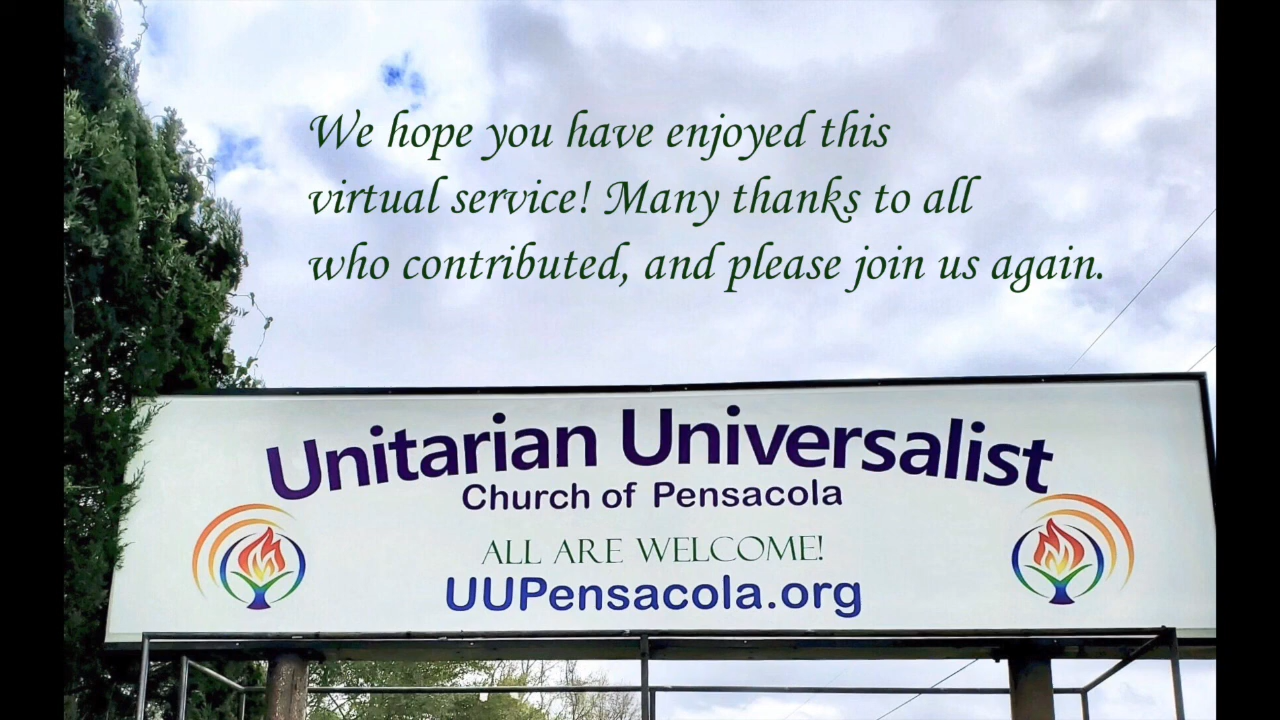 We hope you have enjoyed this
virtual service! Many thanks to all
who contributed, and please join us again.
Unitarian Universalist
Church of Pensacola
ALL ARE WELCOME!
UUPensacola.org